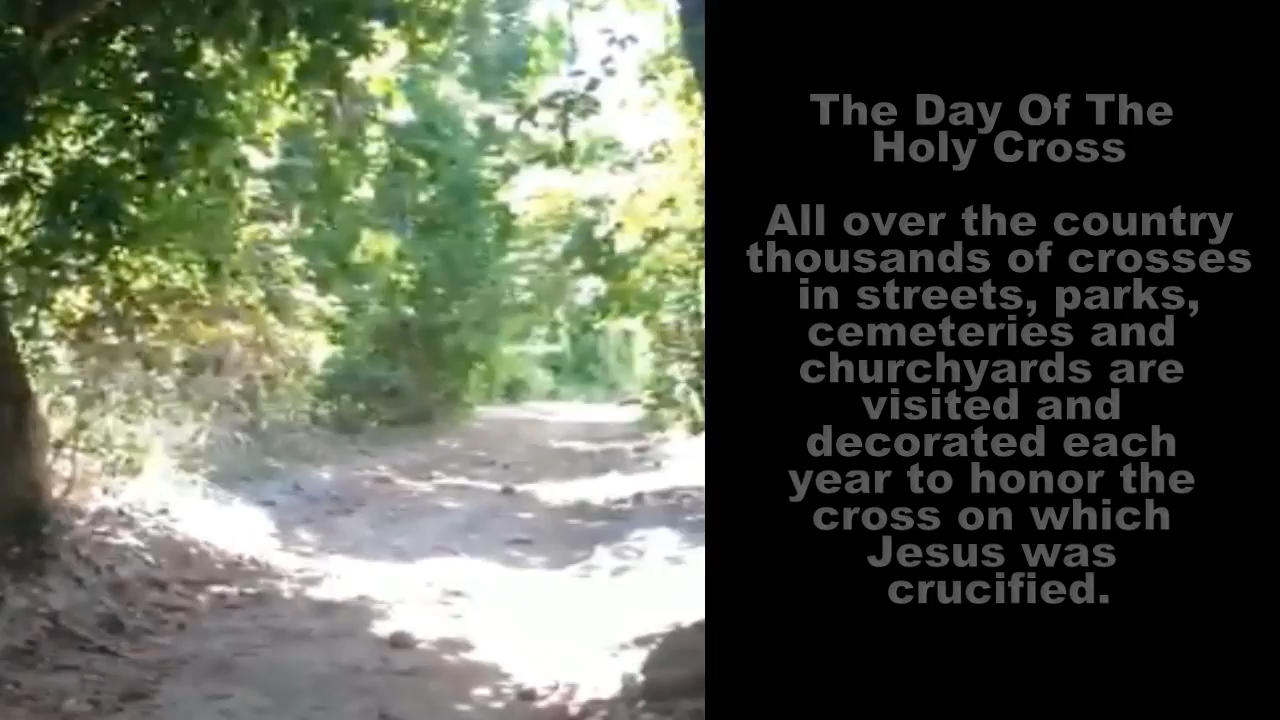 The Day Of The
Holy Cross
All over the country
thousands of crosses
in streets, parks,
cemeteries and
churchyards are
visited and
decorated each
year to honor the
cross on which
Jesus was
crucified.